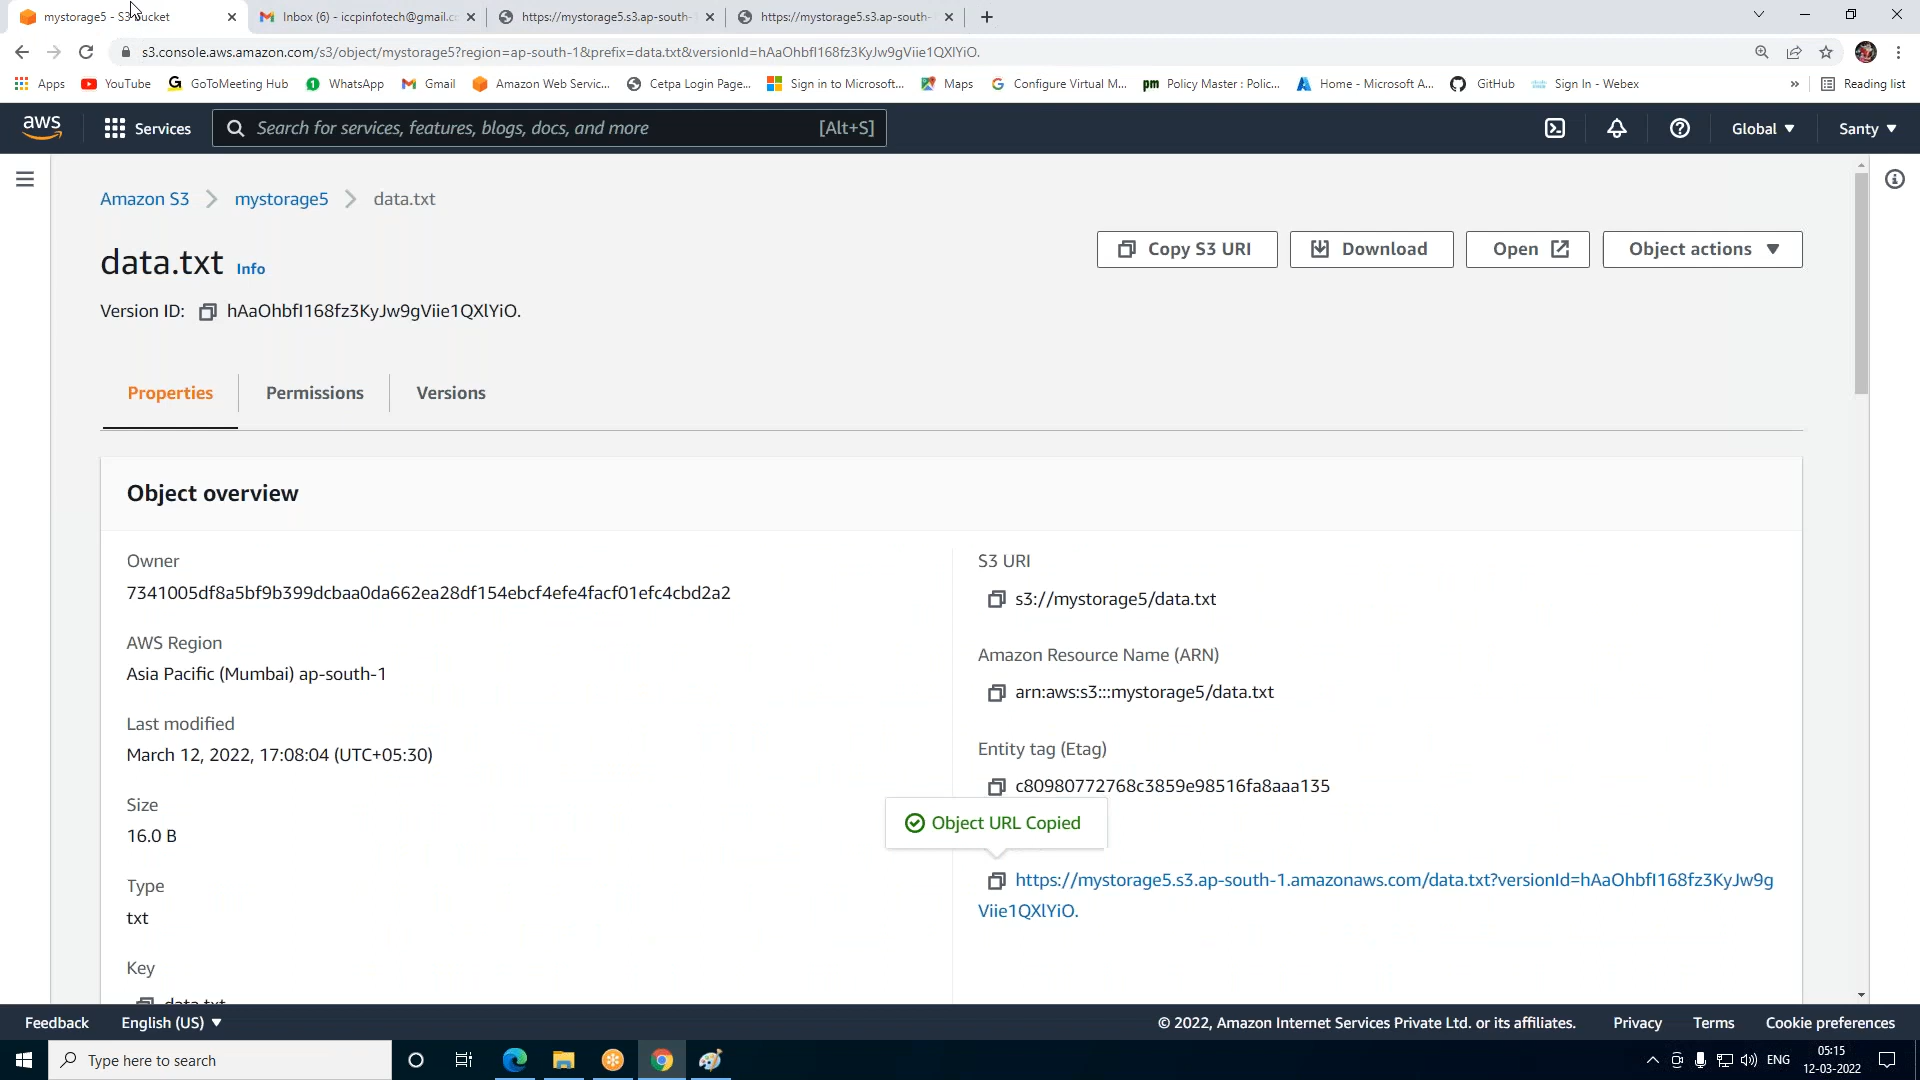 mystorage5 - S3 bucket
Inbox (6) - iccpinfotech@gmail.c
https://mystorage5.s3.ap-south-
https://mystorage5.s3.ap-south-
s3.console.aws.amazon.com/s3/object/mystorage5?region=ap-south-1&prefix=data.txt&versionId=hAaOhbfI168fz3KyJw9gViie1QXlYiO.
Apps
YouTube
GoToMeeting Hub
WhatsApp
Gmail
Amazon Web Servic...
Cetpa Login Page...
Sign in to Microsoft...
Maps
Configure Virtual M...
pm Policy Master : Polic...
Home - Microsoft A...
GitHub
Sign In - Webex
»
Reading list
aws
Services
Search for services, features, blogs, docs, and more
[Alt+S]
Global
Santy
Amazon S3 > mystorage5 > data.txt
data.txt Info
Copy S3 URI
Download
Open
Object actions
Version ID: hAaOhbfI168fz3KyJw9gViie1QXlYiO.
Properties
Permissions
Versions
Object overview
Owner
7341005df8a5bf9b399dcbaa0da662ea28df154ebcf4efe4facf01efc4cbd2a2
AWS Region
Asia Pacific (Mumbai) ap-south-1
Last modified
March 12, 2022, 17:08:04 (UTC+05:30)
Size
16.0 B
Type
txt
Key
data.txt
S3 URI
s3://mystorage5/data.txt
Amazon Resource Name (ARN)
arn:aws:s3:::mystorage5/data.txt
Entity tag (Etag)
c80980772768c3859e98516fa8aaa135
Object URL Copied
https://mystorage5.s3.ap-south-1.amazonaws.com/data.txt?versionId=hAaOhbfI168fz3KyJw9g
Viie1QXlYiO.
Feedback
English (US)
© 2022, Amazon Internet Services Private Ltd. or its affiliates.
Privacy
Terms
Cookie preferences
Type here to search
ENG
05:15
12-03-2022